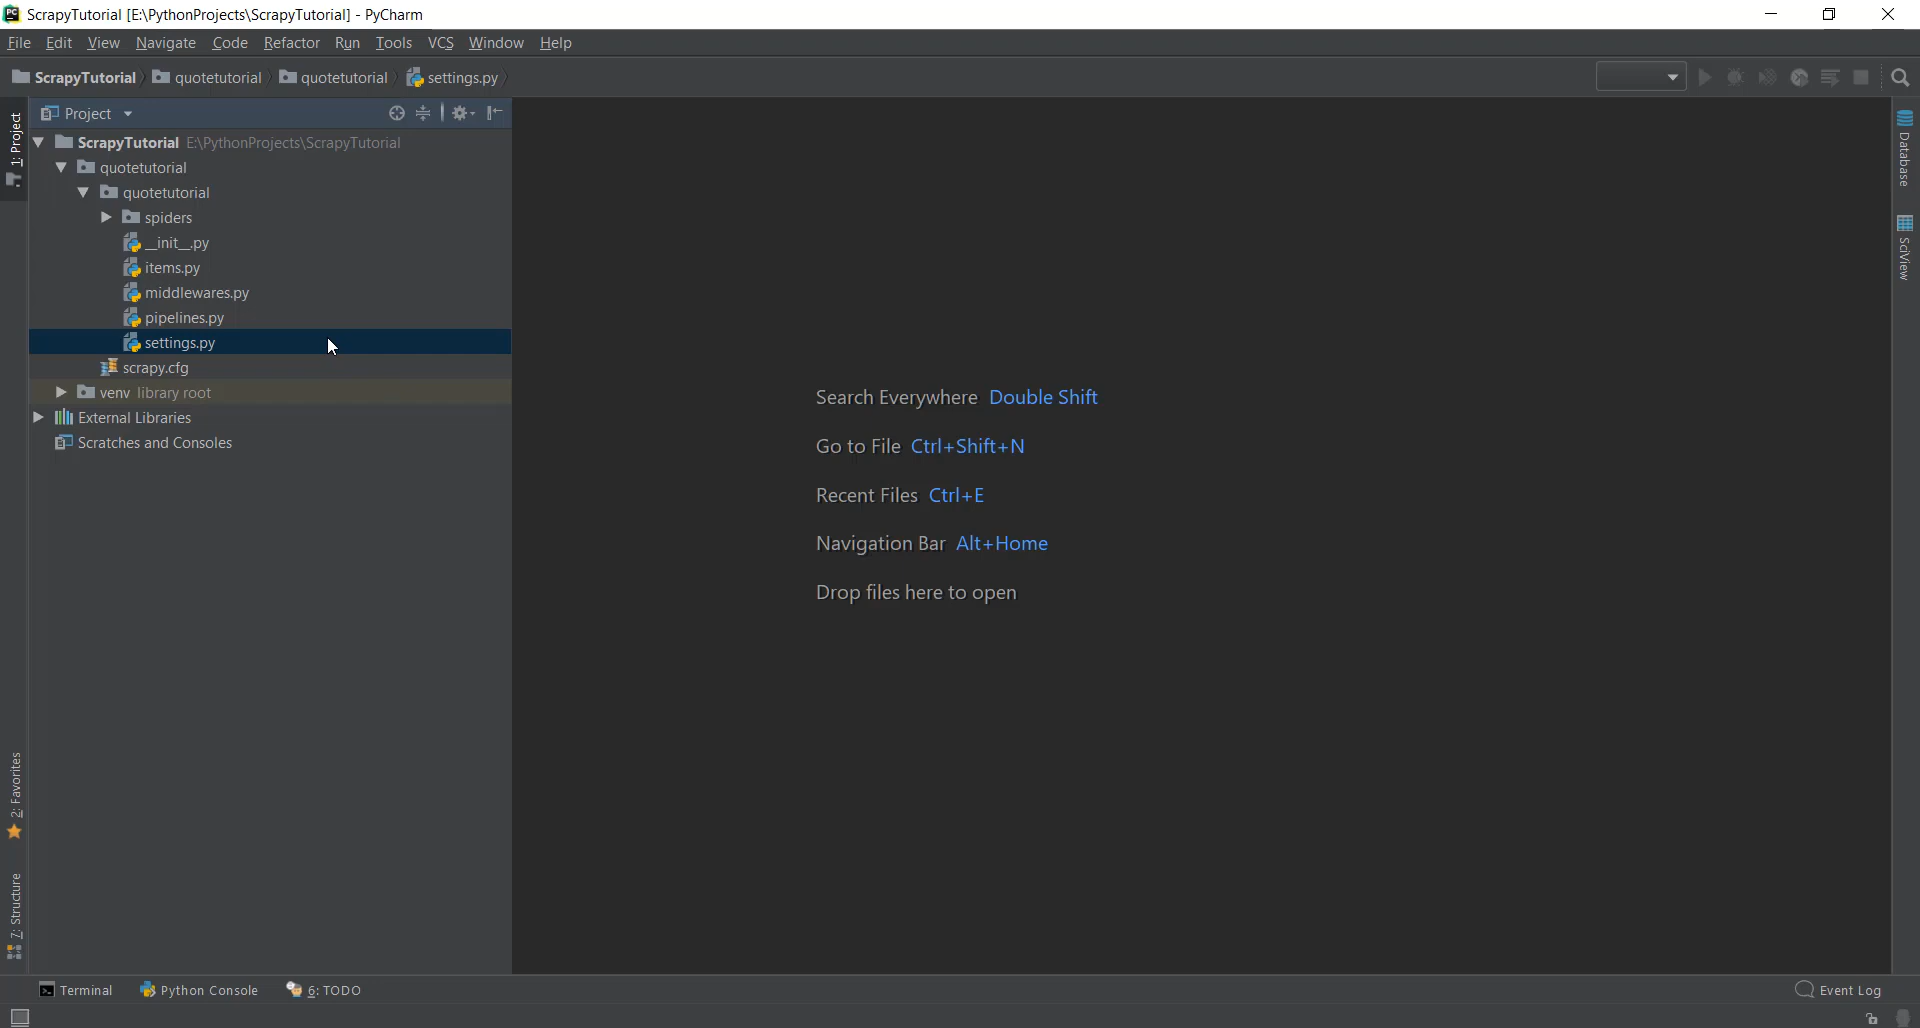 ScrapyTutorial [E:\PythonProjects\ScrapyTutorial] - PyCharm
File Edit View Navigate Code Refactor Run Tools VCS Window Help
ScrapyTutorial quotetutorial quotetutorial settings.py
1: Project
Project
ScrapyTutorial E:\PythonProjects\ScrapyTutorial
quotetutorial
quotetutorial
spiders
__init__.py
items.py
middlewares.py
pipelines.py
settings.py
scrapy.cfg
venv library root
External Libraries
Scratches and Consoles
Search Everywhere Double Shift
Go to File Ctrl+Shift+N
Recent Files Ctrl+E
Navigation Bar Alt+Home
Drop files here to open
Database
SciView
2: Favorites
7: Structure
Terminal Python Console 6: TODO Event Log